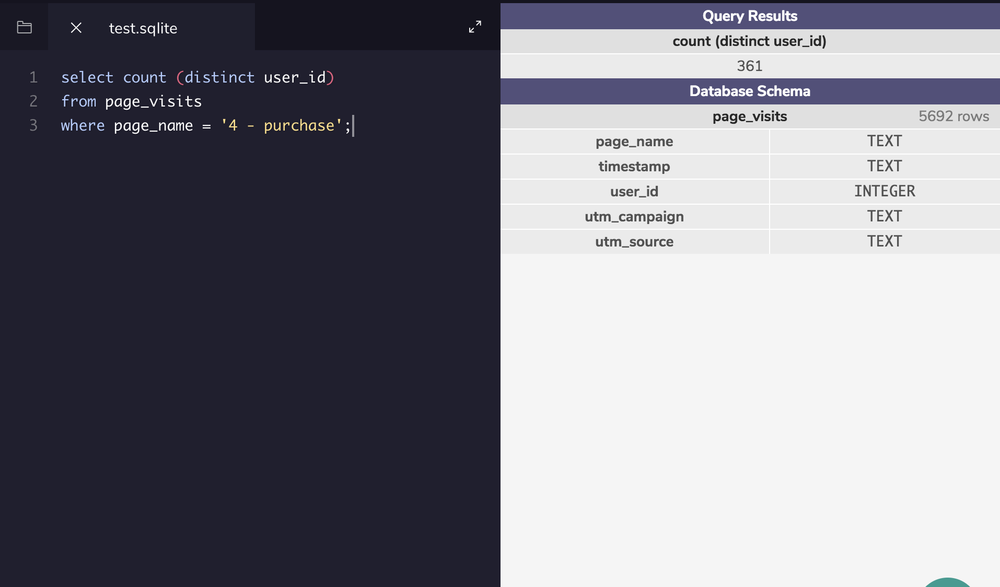 test.sqlite
1 select count (distinct user_id)
2 from page_visits
3 where page_name = '4 - purchase';
Query Results
count (distinct user_id)
361
Database Schema
page_visits 5692 rows
page_name TEXT
timestamp TEXT
user_id INTEGER
utm_campaign TEXT
utm_source TEXT